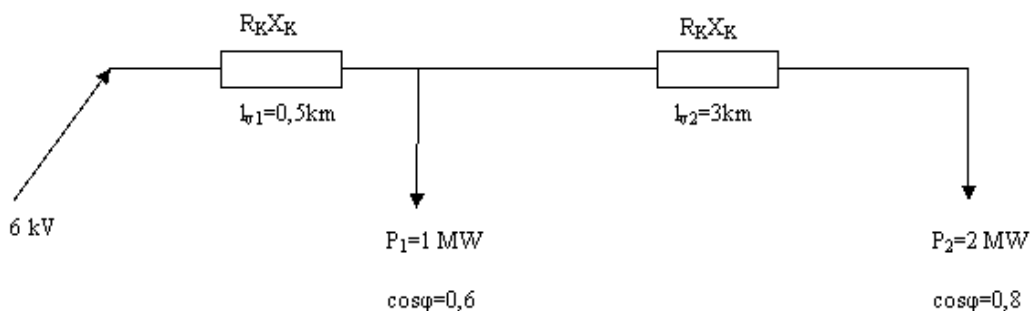 RKXK
RKXK
lv1=0,5km
lv2=3km
6 kV
P1=1 MW
P2=2 MW
cosφ=0,6
cosφ=0,8